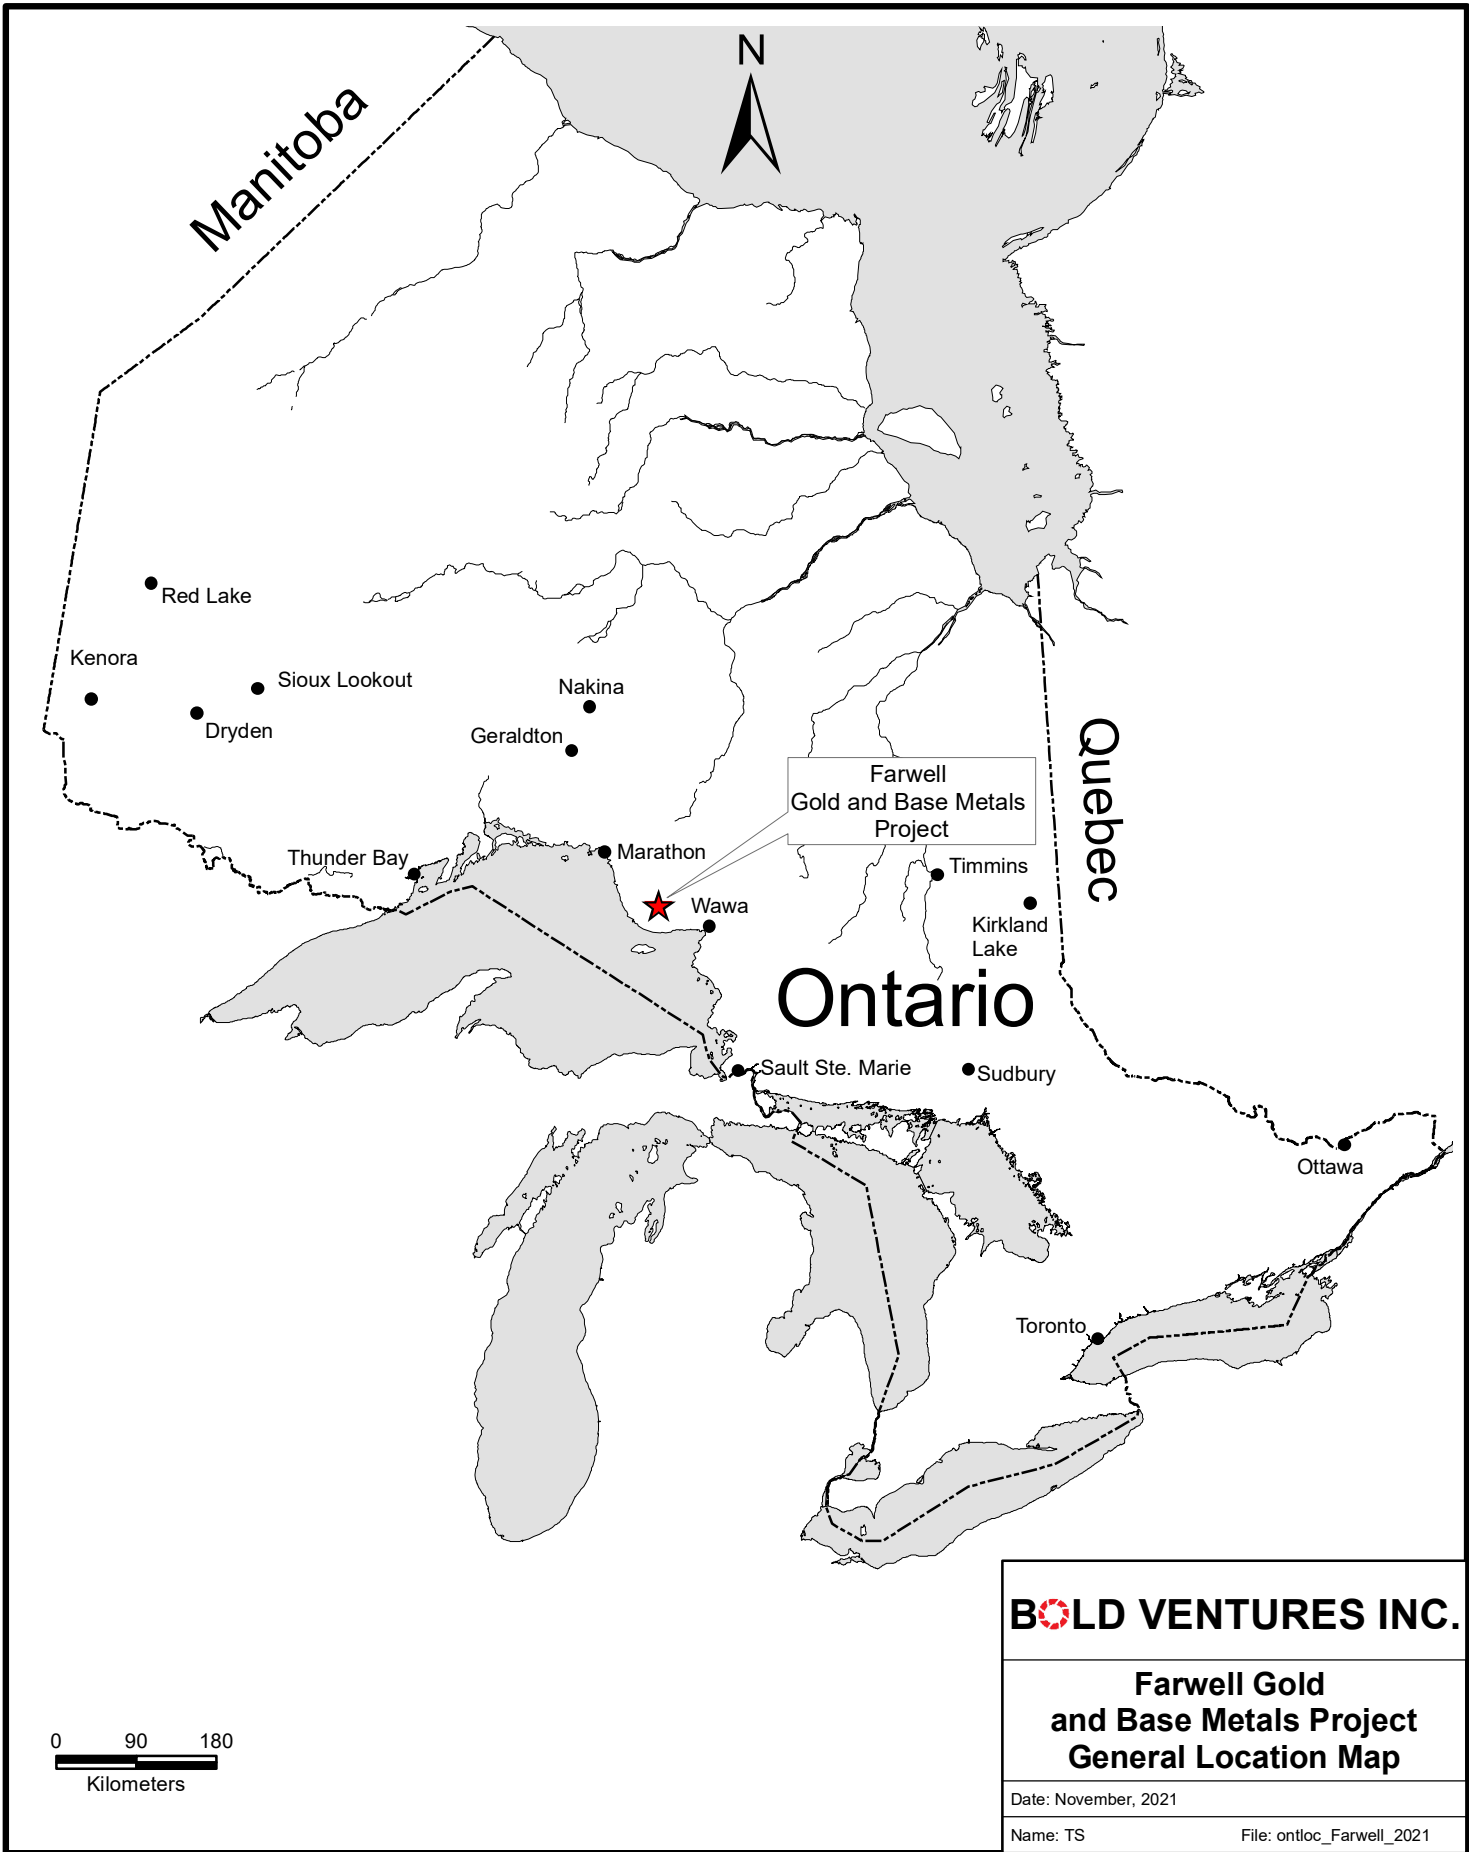 N
Manitoba
Red Lake
Kenora
Sioux Lookout
Dryden
Nakina
Geraldton
Quebec
Farwell
Gold and Base Metals
Project
Thunder Bay
Marathon
Timmins
Wawa
Kirkland
Lake
Ontario
Sault Ste. Marie
Sudbury
Ottawa
Toronto
BOLD VENTURES INC.
Farwell Gold
and Base Metals Project
General Location Map
0 90 180
Kilometers
Date: November, 2021
Name: TS File: ontloc_Farwell_2021